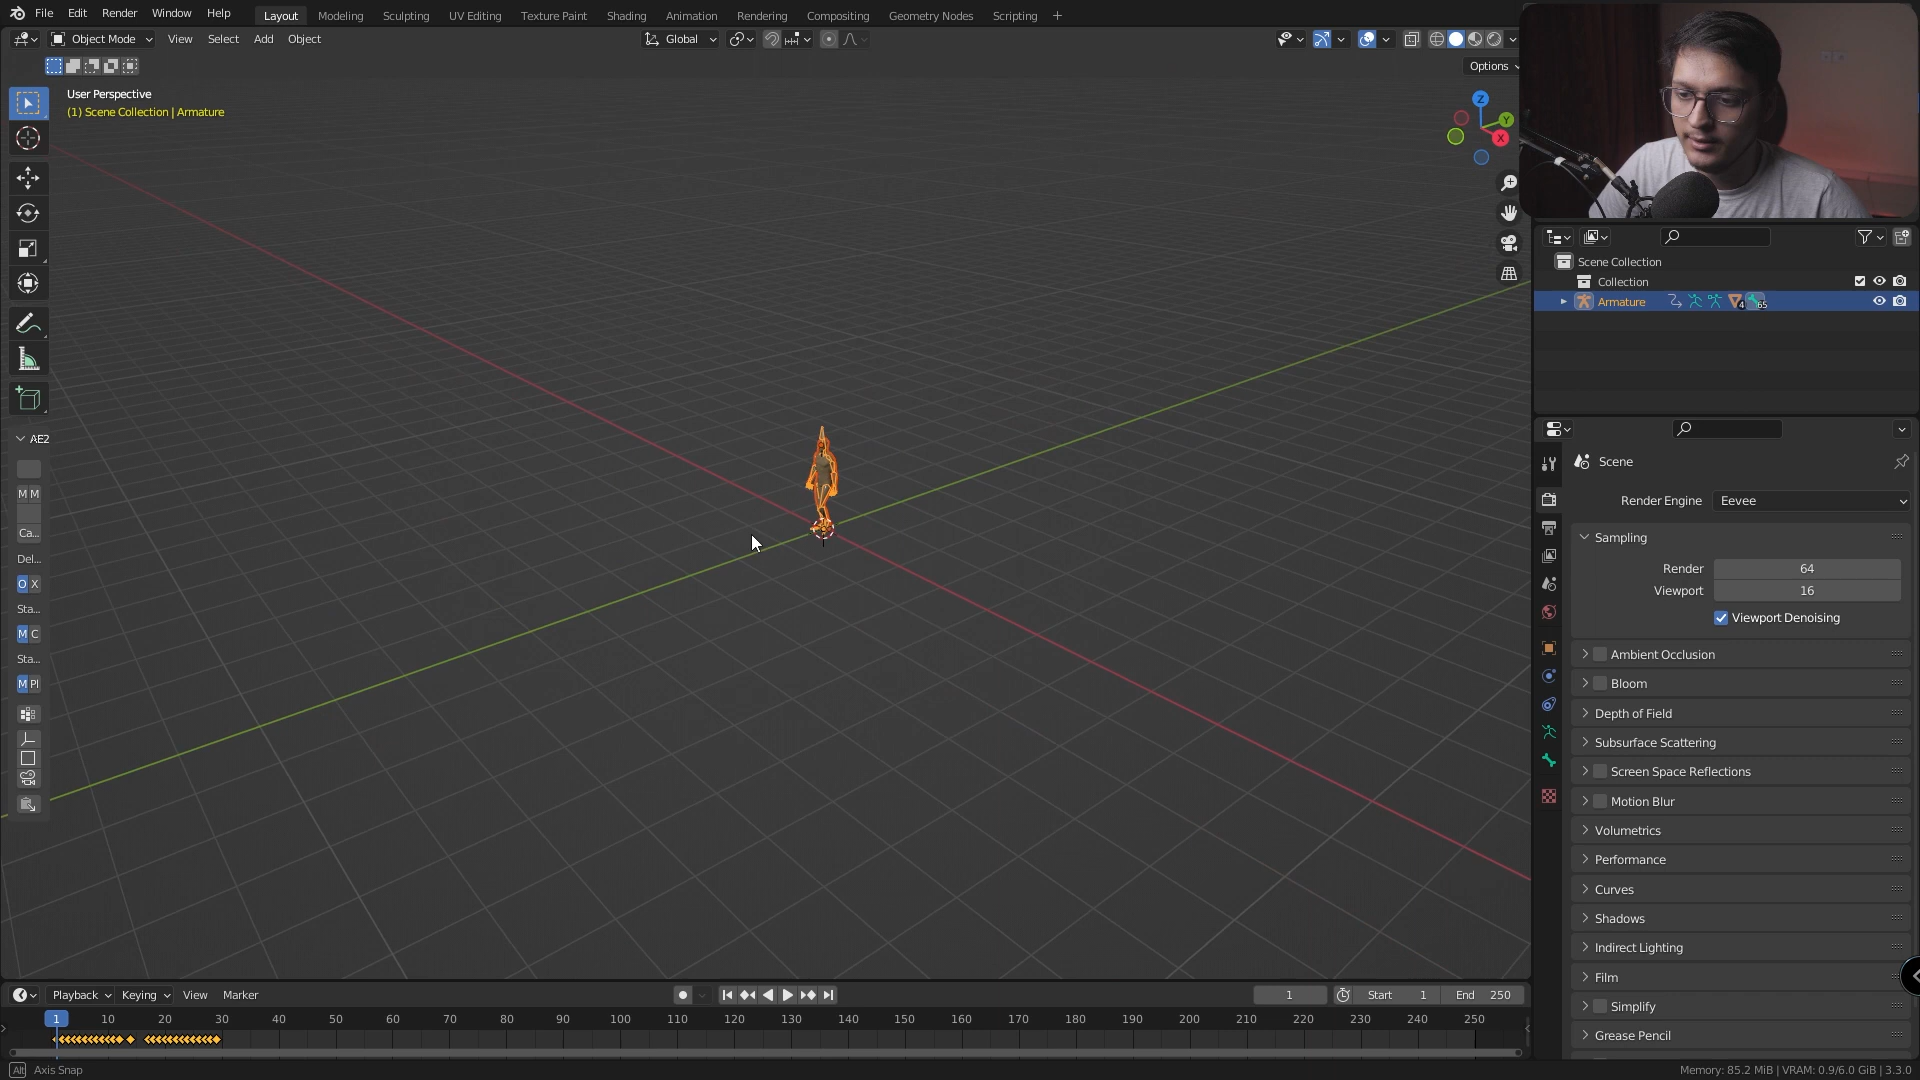 File Edit Render Window Help Layout Modeling Sculpting UV Editing Texture Paint Shading Animation Rendering Compositing Geometry Nodes Scripting +
Object Mode View Select Add Object Global
Options
User Perspective
(1) Scene Collection | Armature
Z
Y
X
Scene Collection
Collection
Armature 4 65
Scene
Render Engine Eevee
Sampling
Render 64
Viewport 16
Viewport Denoising
Ambient Occlusion
Bloom
Depth of Field
Subsurface Scattering
Screen Space Reflections
Motion Blur
Volumetrics
Performance
Curves
Shadows
Indirect Lighting
Film
Simplify
Grease Pencil
AE2
M M
Ca...
Del...
O X
Sta...
M C
Sta...
M Pl
Playback Keying View Marker 1 Start 1 End 250
1 10 20 30 40 50 60 70 80 90 100 110 120 130 140 150 160 170 180 190 200 210 220 230 240 250
Alt Axis Snap Memory: 85.2 MiB | VRAM: 0.9/6.0 GiB | 3.3.0